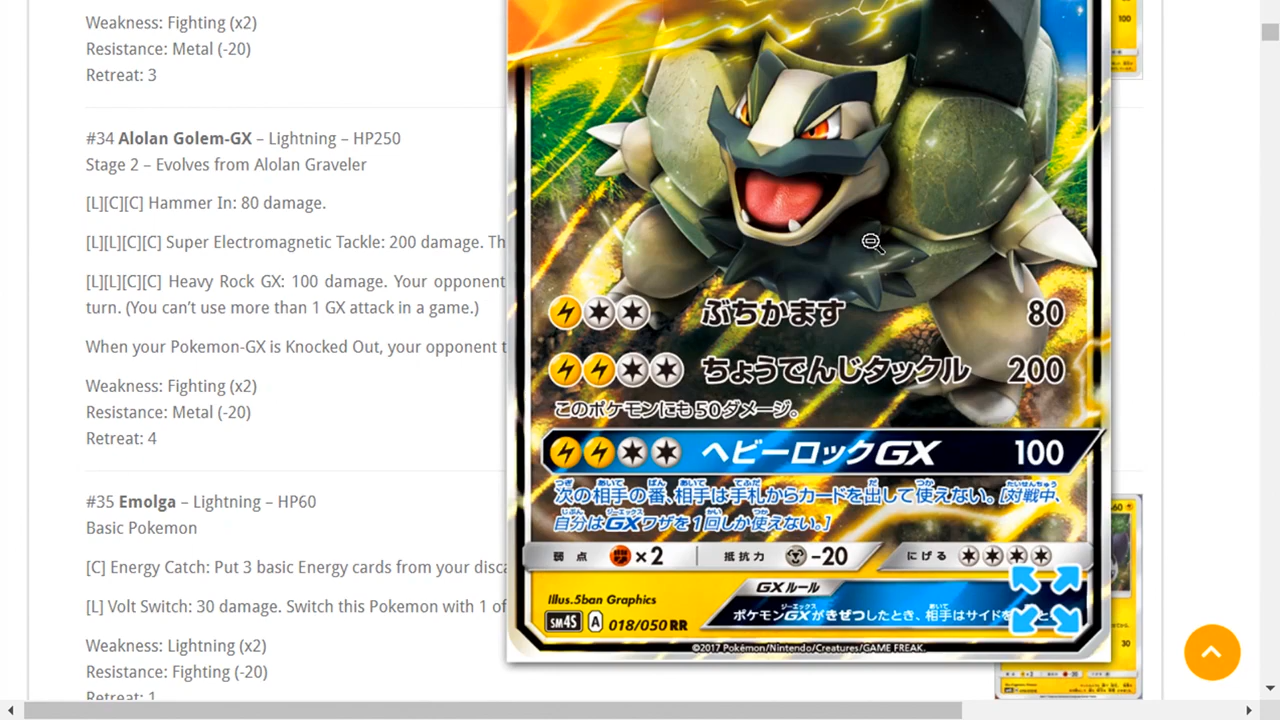 Weakness: Fighting (x2)
Resistance: Metal (-20)
Retreat: 3
#34 Alolan Golem-GX – Lightning – HP250
Stage 2 – Evolves from Alolan Graveler
[L][C][C] Hammer In: 80 damage.
[L][L][C][C] Super Electromagnetic Tackle: 200 damage. Th
[L][L][C][C] Heavy Rock GX: 100 damage. Your opponent
turn. (You can’t use more than 1 GX attack in a game.)
When your Pokemon-GX is Knocked Out, your opponent t
Weakness: Fighting (x2)
Resistance: Metal (-20)
Retreat: 4
#35 Emolga – Lightning – HP60
Basic Pokemon
[C] Energy Catch: Put 3 basic Energy cards from your disca
[L] Volt Switch: 30 damage. Switch this Pokemon with 1 of
Weakness: Lightning (x2)
Resistance: Fighting (-20)
Retreat: 1
ぶちかます 80
ちょうでんじタックル 200
このポケモンにも50ダメージ。
ヘビーロックGX 100
次の相手の番、相手は手札からカードを出して使えない。[対戦中、
自分はGXワザを1回しか使えない。]
弱点 ×2 抵抗力 -20 にげる
GXルール
ポケモンGXがきぜつしたとき、相手はサイドを
Illus.5ban Graphics
SM4S A 018/050 RR
©2017 Pokémon/Nintendo/Creatures/GAME FREAK.
100
60
30